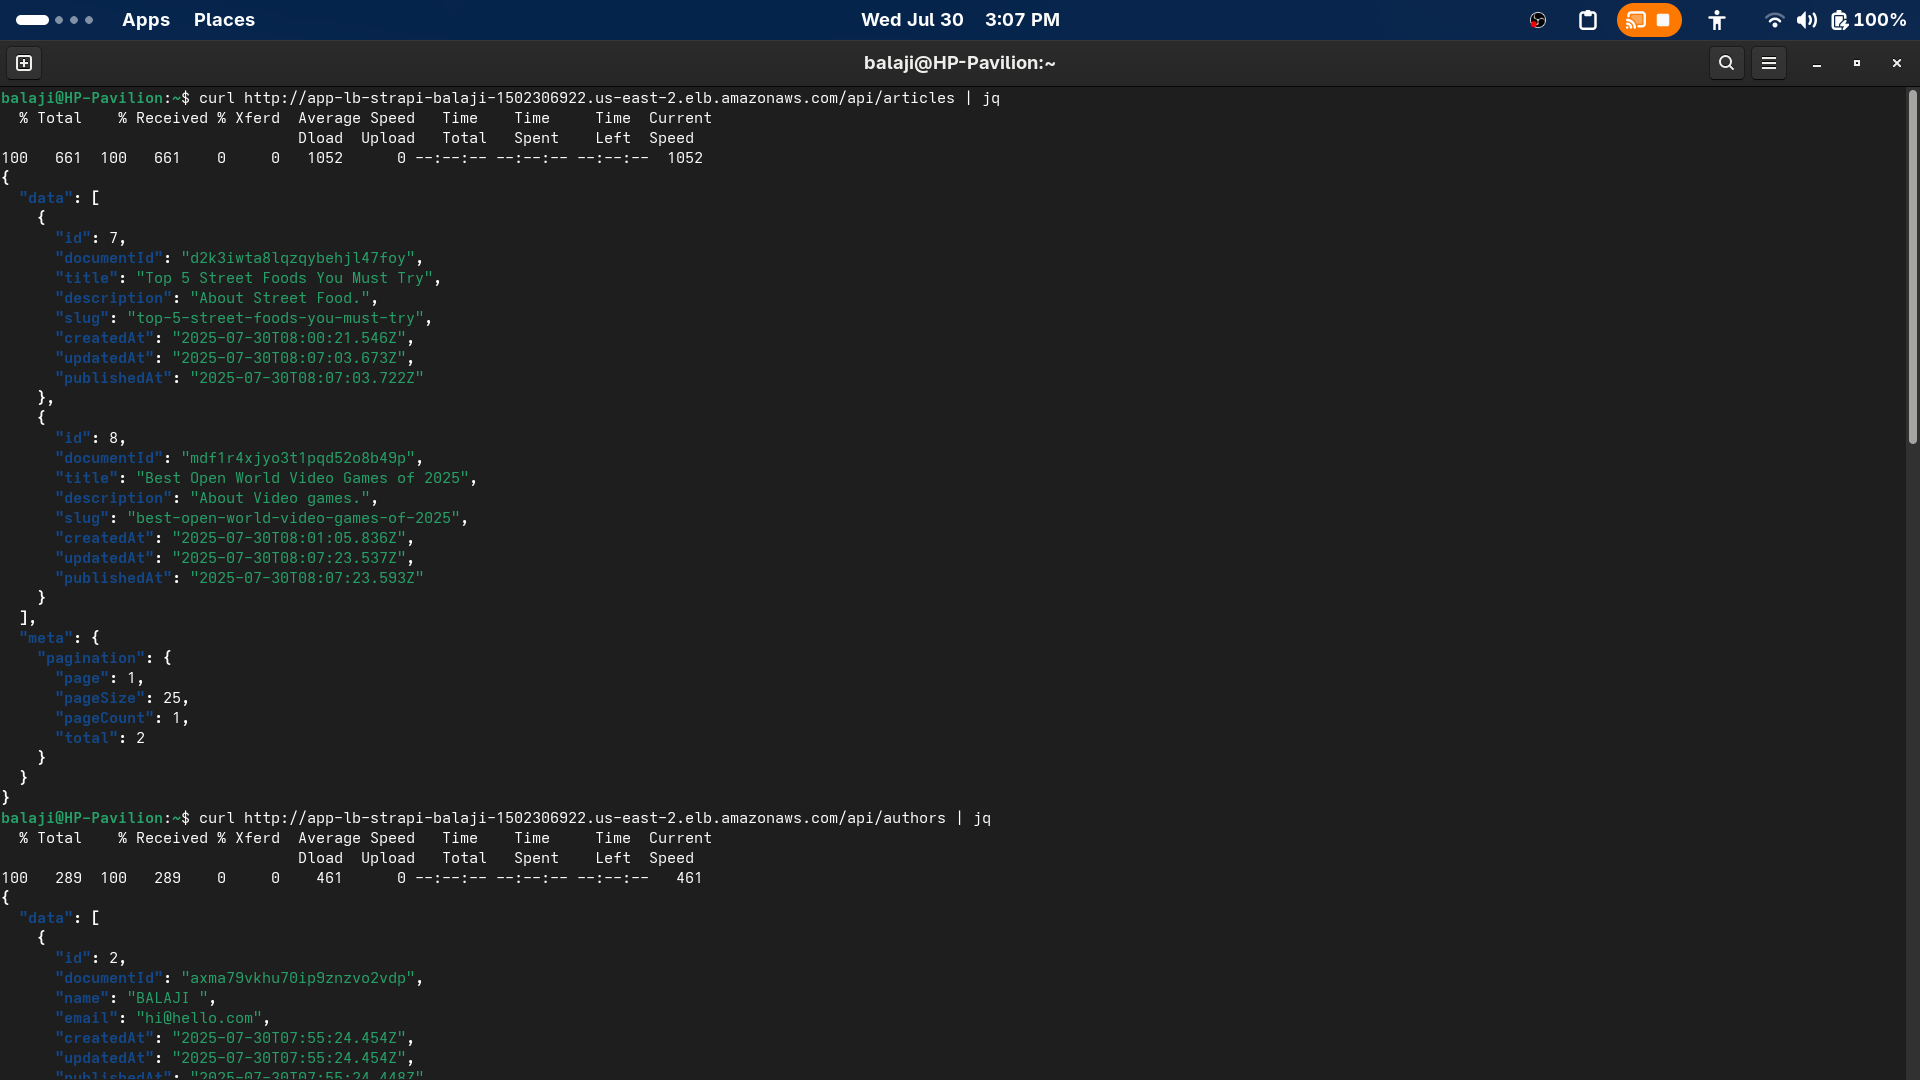 Apps Places Wed Jul 30 3:07 PM 100%
balaji@HP-Pavilion:~
balaji@HP-Pavilion:~$ curl http://app-lb-strapi-balaji-1502306922.us-east-2.elb.amazonaws.com/api/articles | jq
  % Total    % Received % Xferd  Average Speed   Time    Time     Time  Current
                                 Dload  Upload   Total   Spent    Left  Speed
100   661  100   661    0     0   1052      0 --:--:-- --:--:-- --:--:--  1052
{
  "data": [
    {
      "id": 7,
      "documentId": "d2k3iwta8lqzqybehjl47foy",
      "title": "Top 5 Street Foods You Must Try",
      "description": "About Street Food.",
      "slug": "top-5-street-foods-you-must-try",
      "createdAt": "2025-07-30T08:00:21.546Z",
      "updatedAt": "2025-07-30T08:07:03.673Z",
      "publishedAt": "2025-07-30T08:07:03.722Z"
    },
    {
      "id": 8,
      "documentId": "mdf1r4xjyo3t1pqd52o8b49p",
      "title": "Best Open World Video Games of 2025",
      "description": "About Video games.",
      "slug": "best-open-world-video-games-of-2025",
      "createdAt": "2025-07-30T08:01:05.836Z",
      "updatedAt": "2025-07-30T08:07:23.537Z",
      "publishedAt": "2025-07-30T08:07:23.593Z"
    }
  ],
  "meta": {
    "pagination": {
      "page": 1,
      "pageSize": 25,
      "pageCount": 1,
      "total": 2
    }
  }
}
balaji@HP-Pavilion:~$ curl http://app-lb-strapi-balaji-1502306922.us-east-2.elb.amazonaws.com/api/authors | jq
  % Total    % Received % Xferd  Average Speed   Time    Time     Time  Current
                                 Dload  Upload   Total   Spent    Left  Speed
100   289  100   289    0     0    461      0 --:--:-- --:--:-- --:--:--   461
{
  "data": [
    {
      "id": 2,
      "documentId": "axma79vkhu70ip9znzvo2vdp",
      "name": "BALAJI ",
      "email": "hi@hello.com",
      "createdAt": "2025-07-30T07:55:24.454Z",
      "updatedAt": "2025-07-30T07:55:24.454Z",
      "publishedAt": "2025-07-30T07:55:24.448Z"